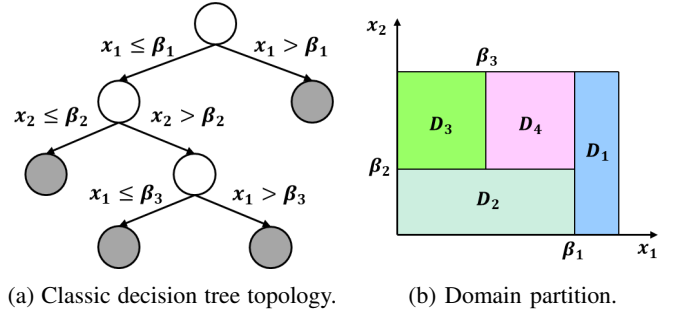 x₁ ≤ β₁
x₁ > β₁
x₂ ≤ β₂
x₂ > β₂
x₁ ≤ β₃
x₁ > β₃
(a) Classic decision tree topology.
x₂
β₃
D₃
D₄
D₁
β₂
D₂
β₁
x₁
(b) Domain partition.